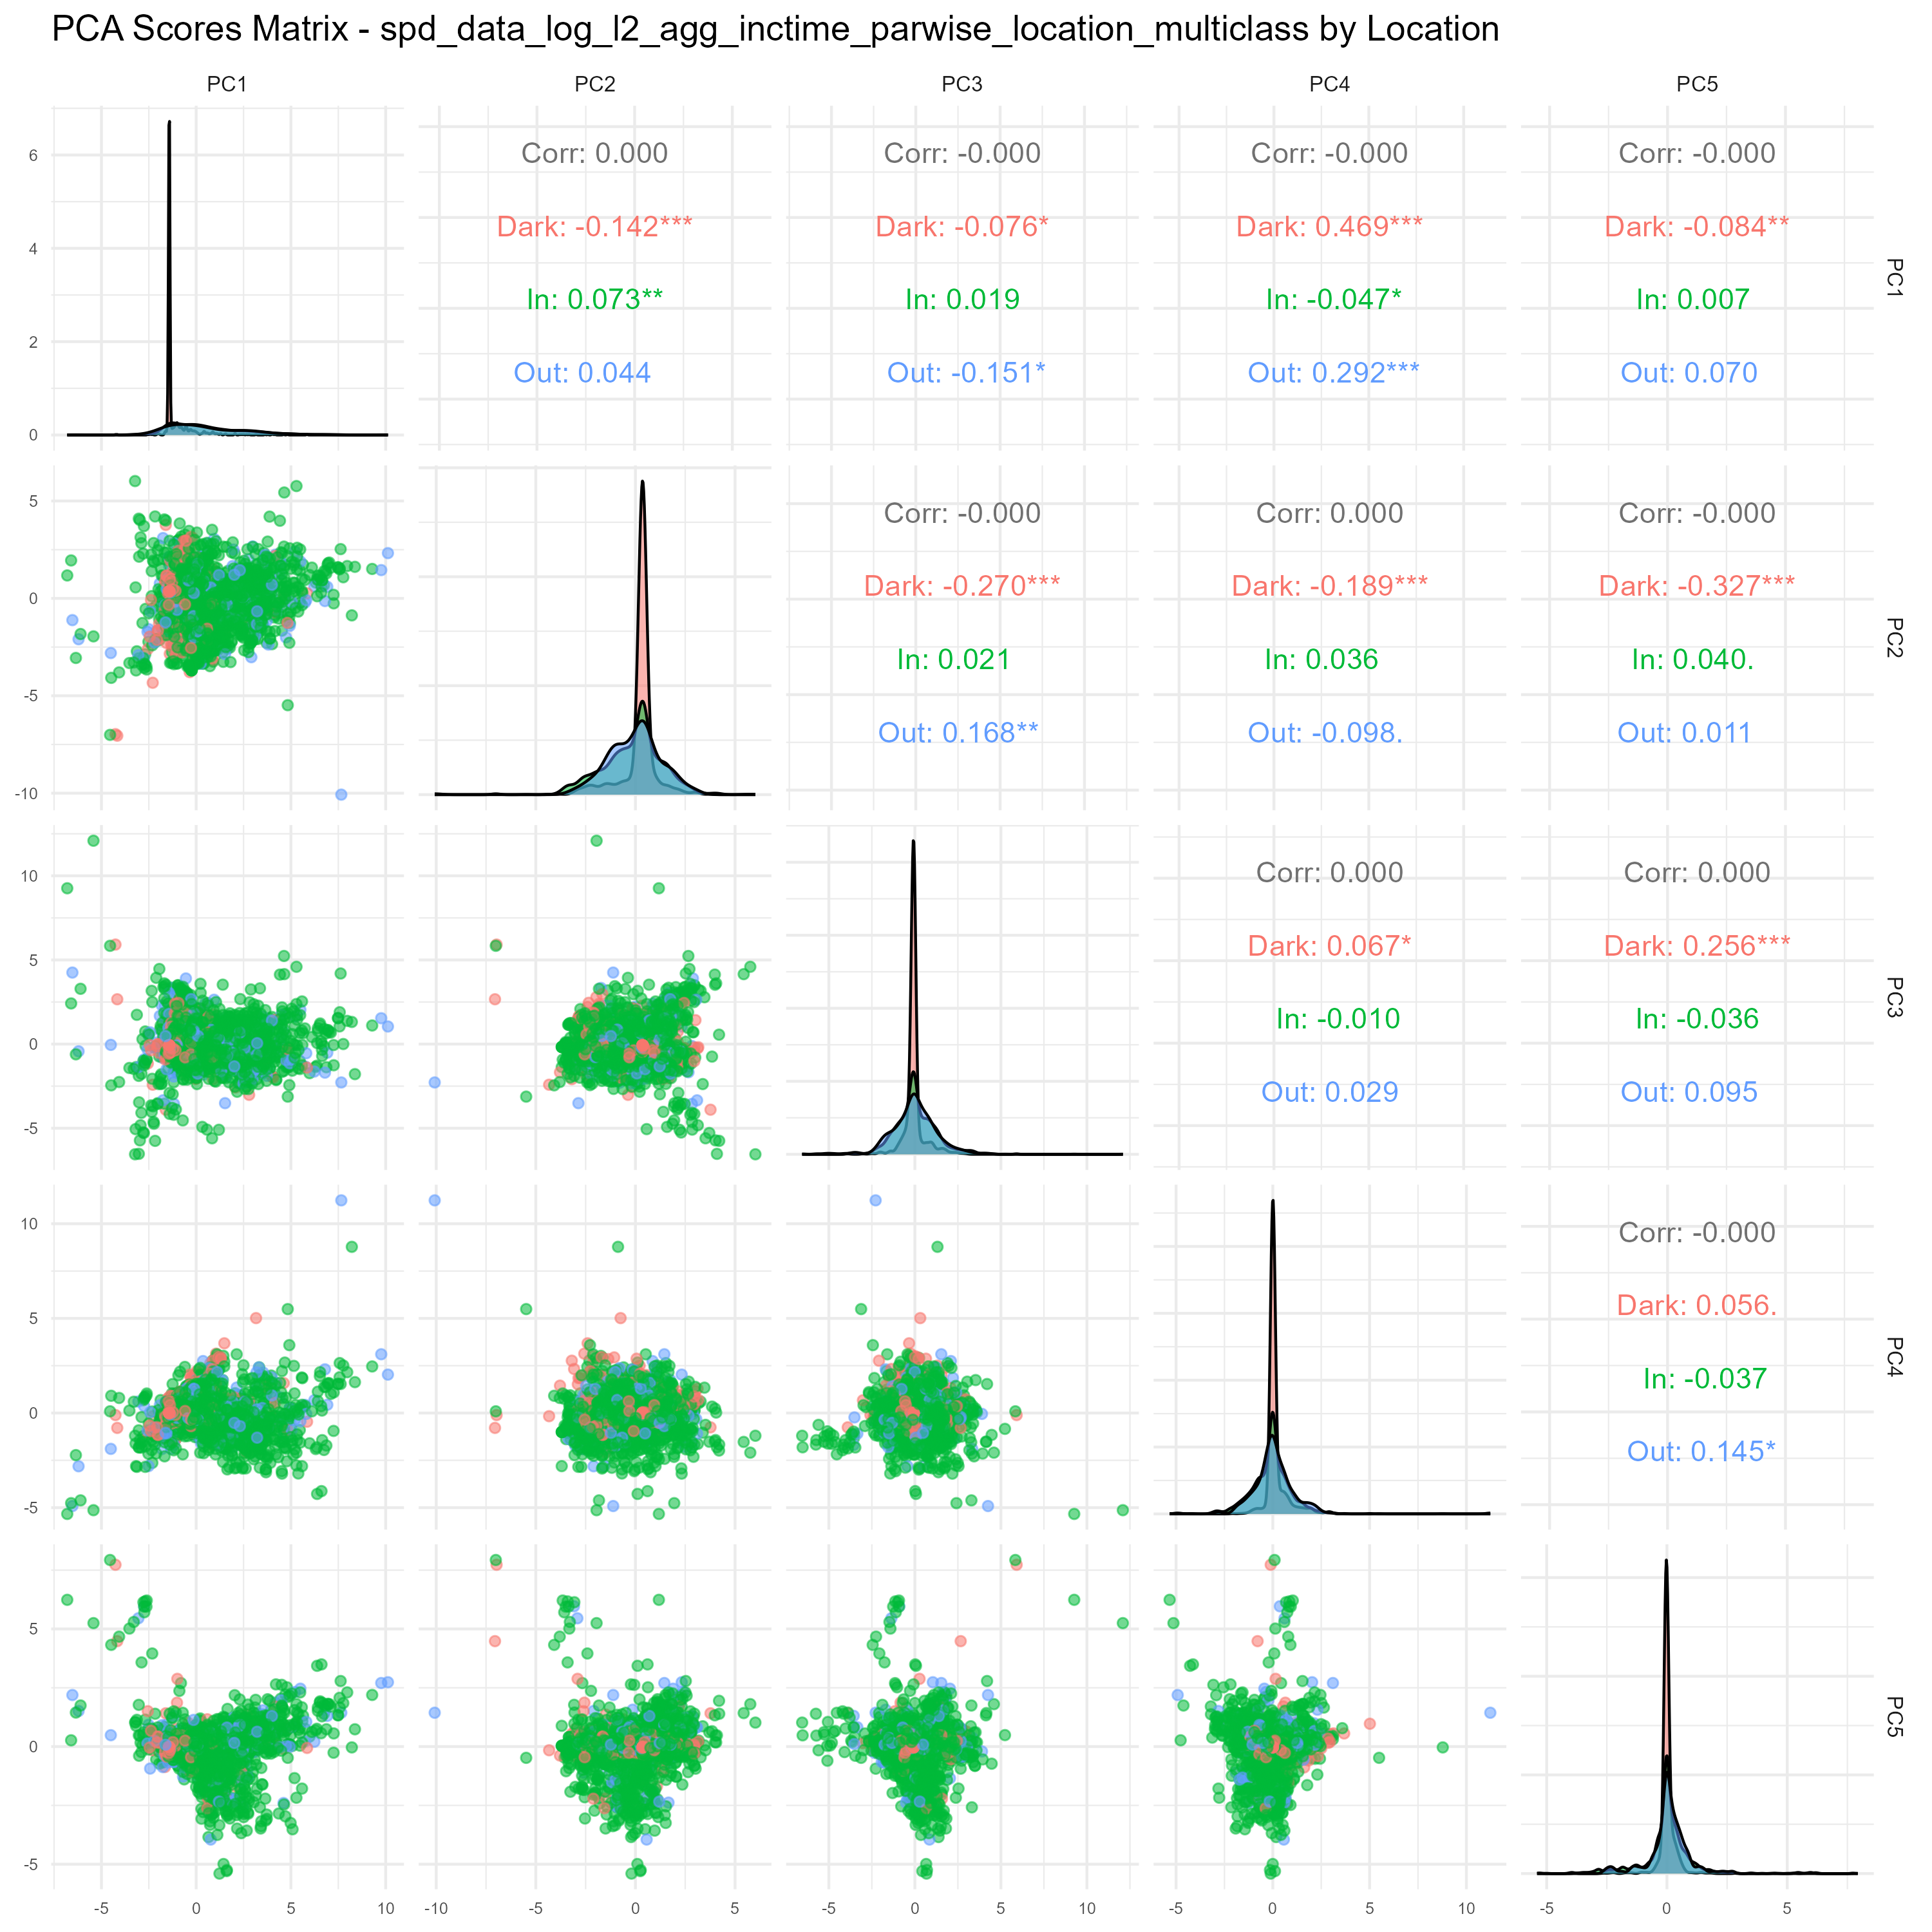 PCA Scores Matrix - spd_data_log_l2_agg_inctime_parwise_location_multiclass by Location
PC1 PC2 PC3 PC4 PC5
6
4
2
0
Corr: 0.000
Dark: -0.142***
In: 0.073**
Out: 0.044
Corr: -0.000
Dark: -0.076*
In: 0.019
Out: -0.151*
Corr: -0.000
Dark: 0.469***
In: -0.047*
Out: 0.292***
Corr: -0.000
Dark: -0.084**
In: 0.007
Out: 0.070
PC1
5
0
-5
-10
Corr: -0.000
Dark: -0.270***
In: 0.021
Out: 0.168**
Corr: 0.000
Dark: -0.189***
In: 0.036
Out: -0.098.
Corr: -0.000
Dark: -0.327***
In: 0.040.
Out: 0.011
PC2
10
5
0
-5
Corr: 0.000
Dark: 0.067*
In: -0.010
Out: 0.029
Corr: 0.000
Dark: 0.256***
In: -0.036
Out: 0.095
PC3
10
5
0
-5
Corr: -0.000
Dark: 0.056.
In: -0.037
Out: 0.145*
PC4
5
0
-5
PC5
-5 0 5 10
-10 -5 0 5
-5 0 5 10
-5 0 5 10
-5 0 5